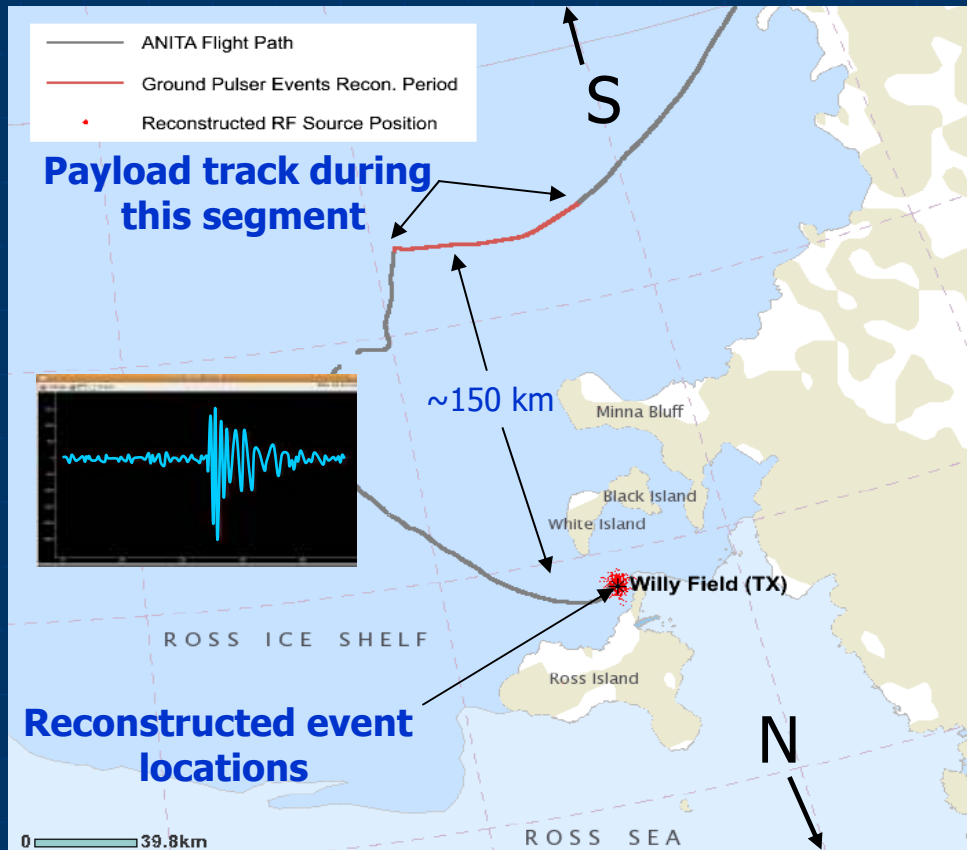 ANITA Flight Path
Ground Pulser Events Recon. Period
Reconstructed RF Source Position
S
Payload track during
this segment
~150 km
Minna Bluff
Black Island
White Island
Willy Field (TX)
ROSS ICE SHELF
Ross Island
Reconstructed event
locations
N
0 39.8km
ROSS SEA